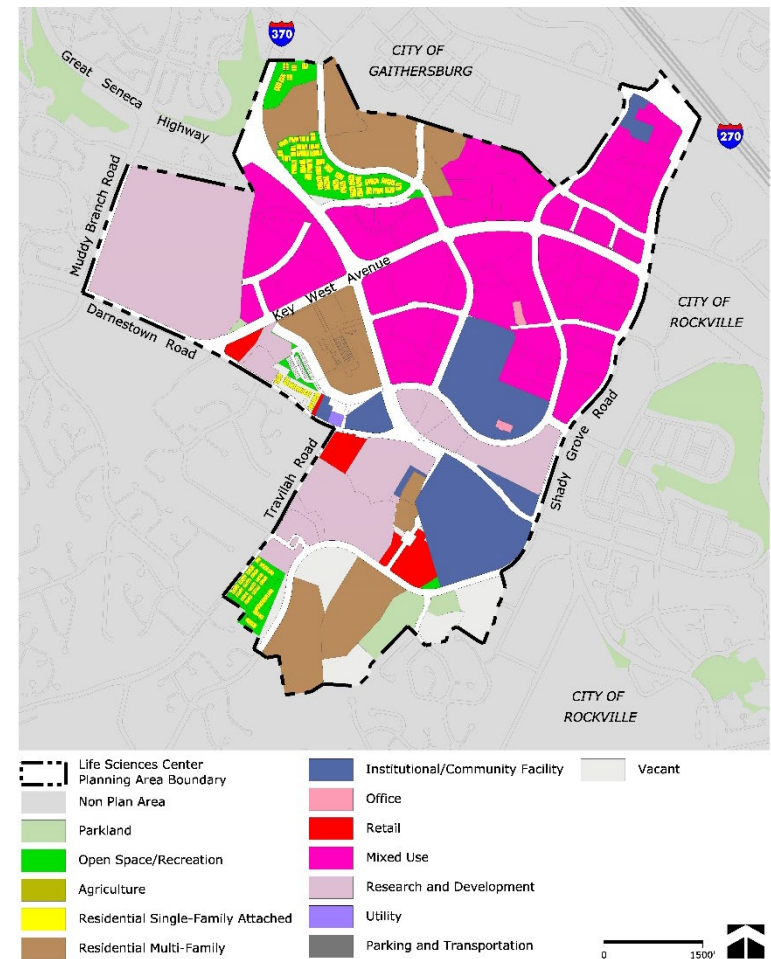 370
CITY OF
GAITHERSBURG
Great Seneca
Highway
270
Muddy Branch Road
Key West Avenue
CITY OF
ROCKVILLE
Darnestown Road
Shady Grove Road
Travilah Road
CITY OF
ROCKVILLE
Life Sciences Center
Planning Area Boundary
Non Plan Area
Parkland
Open Space/Recreation
Agriculture
Residential Single-Family Attached
Residential Multi-Family
Institutional/Community Facility
Office
Retail
Mixed Use
Research and Development
Utility
Parking and Transportation
Vacant
0 1500'